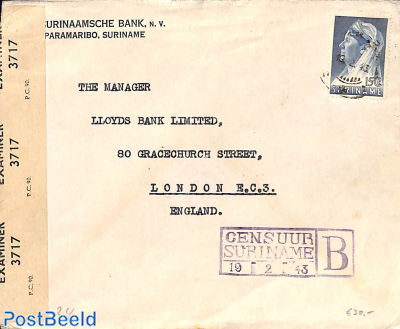 SURINAAMSCHE BANK, N. V.
PARAMARIBO, SURINAME
THE MANAGER
LLOYDS BANK LIMITED,
80 GRACECHURCH STREET,
LONDON E.C.3.
ENGLAND.
15
SURINAME
CENSUUR
SURINAME
19 2 43
B
EXAMINER 3717
P.C. 90.
EXAMINER 3717
P.C. 90.
EXAMINER 3717
P.C. 90.
€30,-
PostBeeld